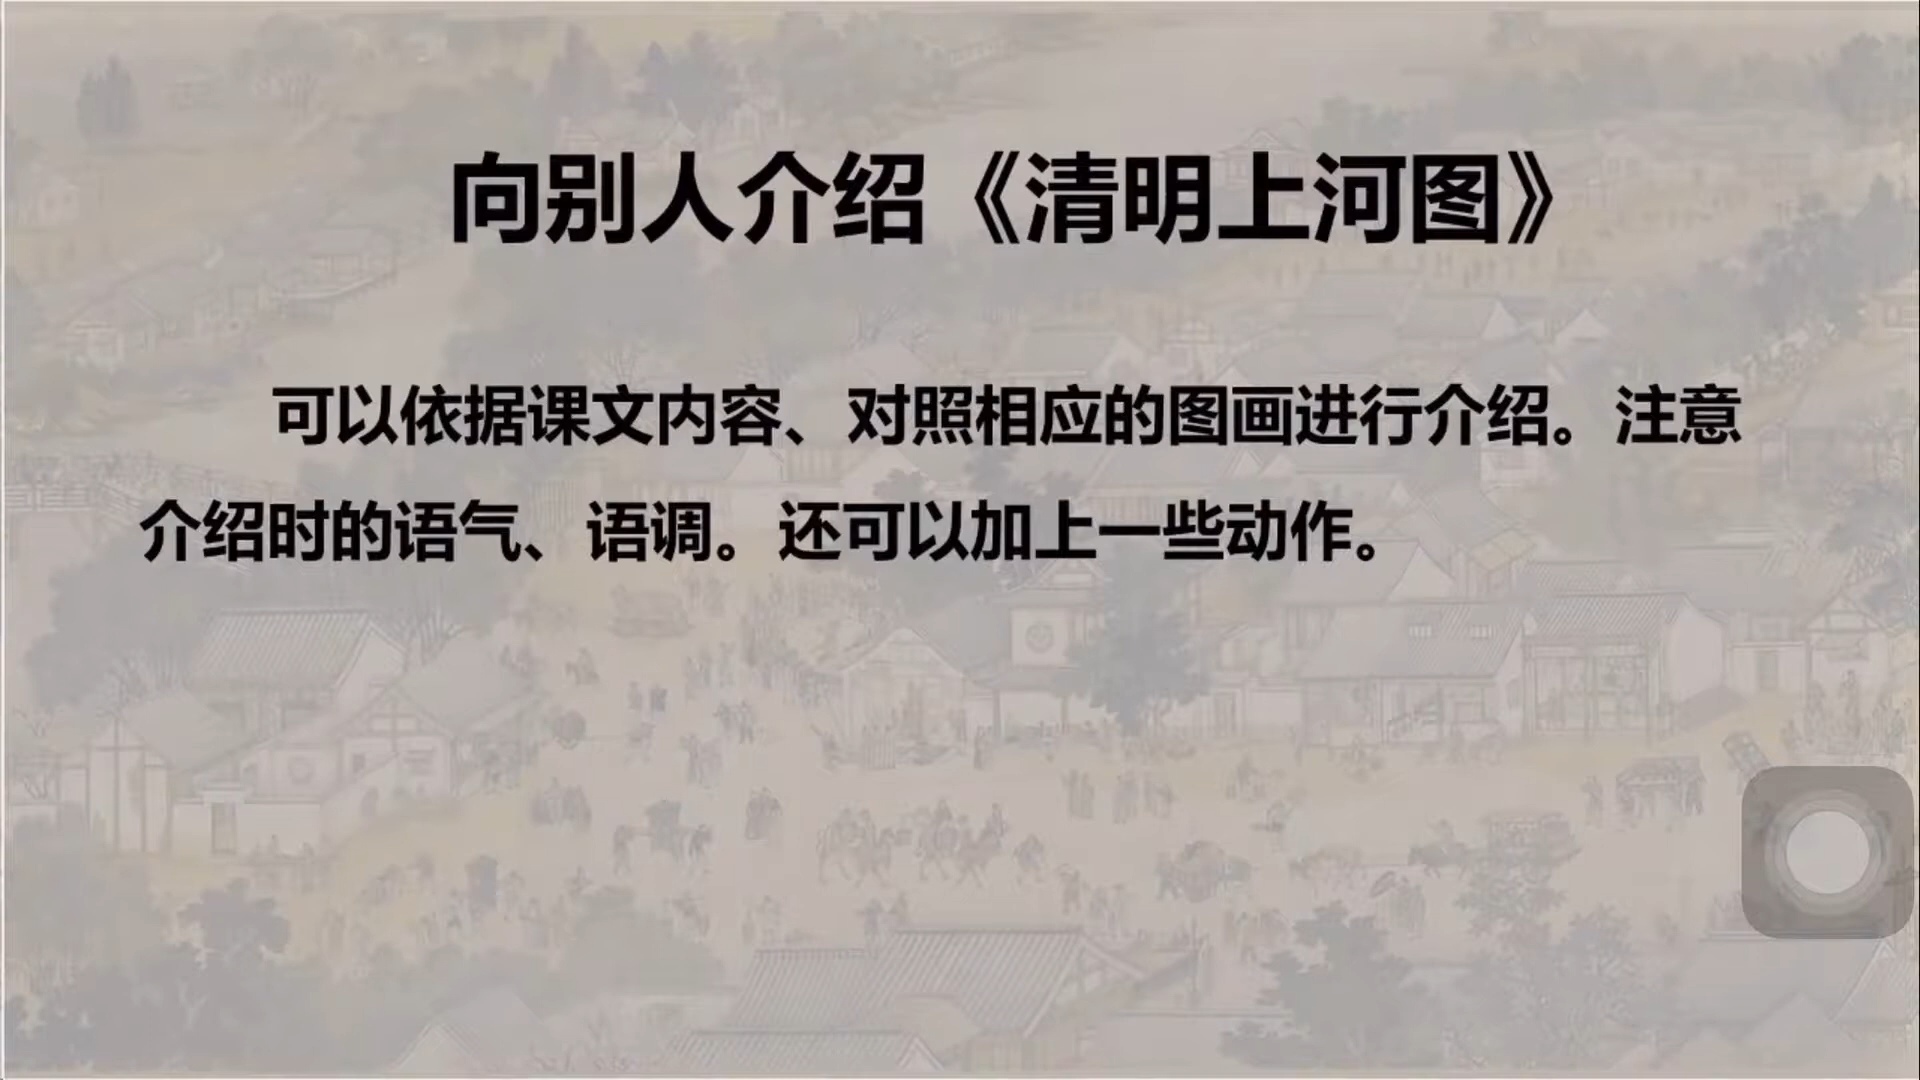 向别人介绍《清明上河图》
可以依据课文内容、对照相应的图画进行介绍。注意
介绍时的语气、语调。还可以加上一些动作。